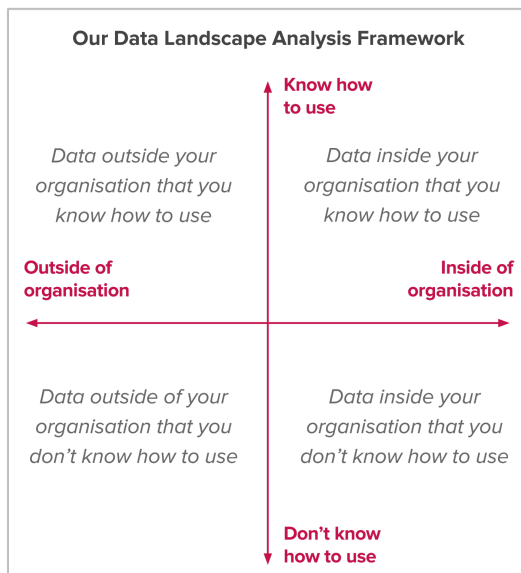 Our Data Landscape Analysis Framework
Know how
to use
Data outside your
organisation that you
know how to use
Data inside your
organisation that you
know how to use
Outside of
organisation
Inside of
organisation
Data outside of your
organisation that you
don’t know how to use
Data inside your
organisation that you
don’t know how to use
Don’t know
how to use